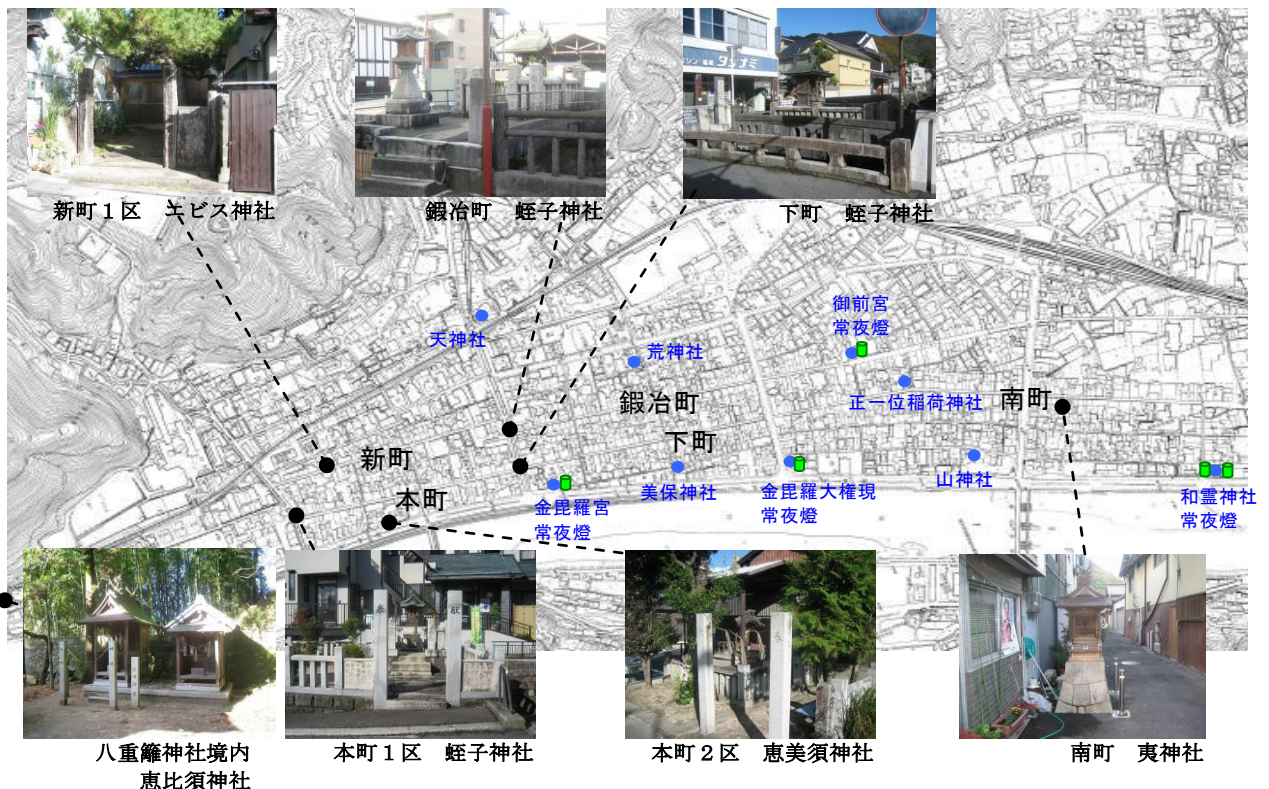 タンナミ
新町１区　エビス神社
鍛冶町　蛭子神社
下町　蛭子神社
御前宮
常夜燈
天神社
荒神社
正一位稲荷神社
南町
鍛冶町
下町
新町
本町
金毘羅宮
常夜燈
美保神社
金毘羅大権現
常夜燈
山神社
和霊神社
常夜燈
奉
献
八重籬神社境内
恵比須神社
本町１区　蛭子神社
本町２区　恵美須神社
南町　夷神社